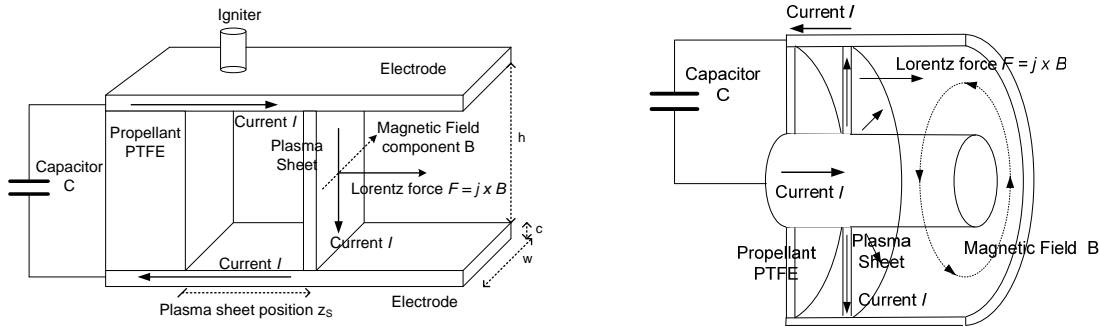 Igniter
Electrode
Current I
Propellant
PTFE
Plasma
Sheet
Magnetic Field
component B
h
Capacitor
C
Lorentz force F = j x B
Current I
c
w
Current I
Plasma sheet position zS
Electrode
Current I
Capacitor
C
Lorentz force F = j x B
Current I
Propellant
PTFE
Plasma
Sheet
Magnetic Field B
Current I